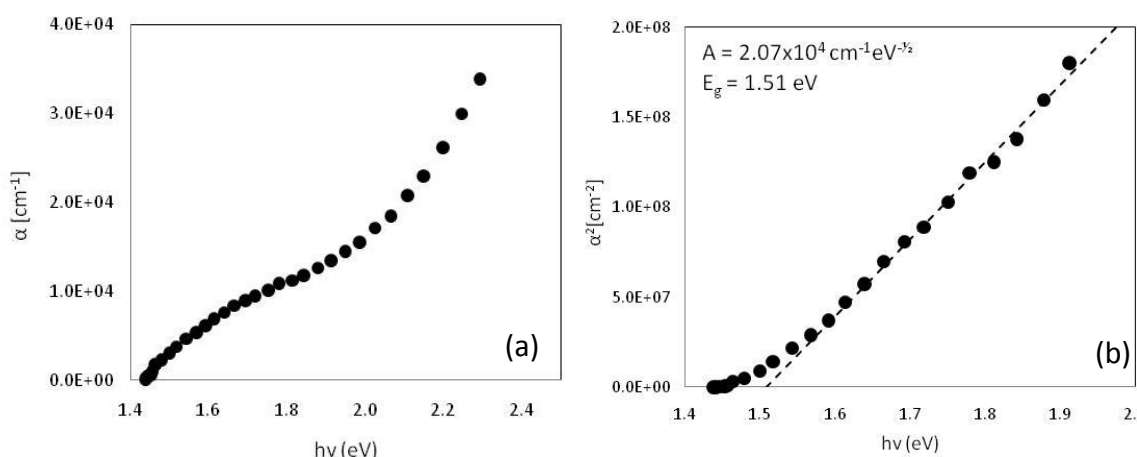 4.0E+04
3.0E+04
2.0E+04
1.0E+04
0.0E+00
α [cm⁻¹]
1.4 1.6 1.8 2.0 2.2 2.4
hν (eV)
(a)
2.0E+08
1.5E+08
1.0E+08
5.0E+07
0.0E+00
α² [cm⁻²]
A = 2.07x10⁴ cm⁻¹eV⁻½
E_g = 1.51 eV
1.4 1.5 1.6 1.7 1.8 1.9 2.
hν (eV)
(b)